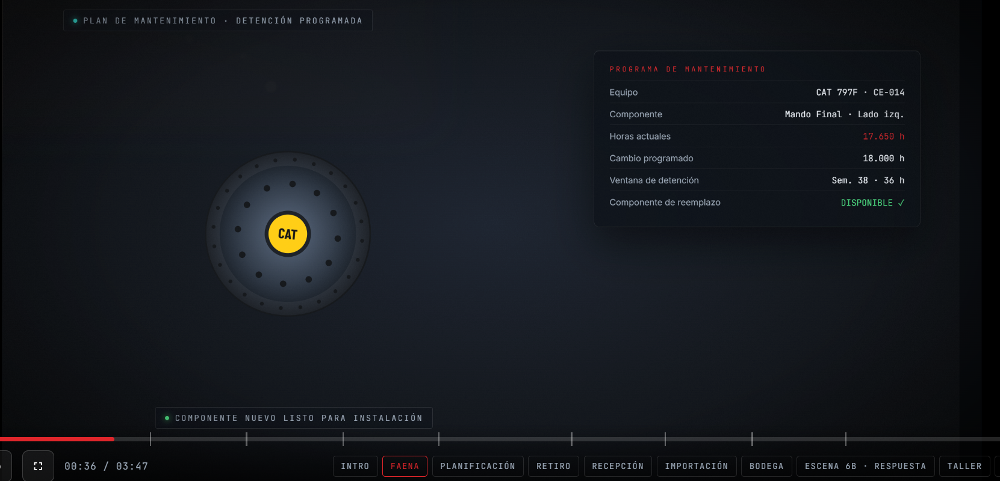 PLAN DE MANTENIMIENTO · DETENCIÓN PROGRAMADA
PROGRAMA DE MANTENIMIENTO
Equipo CAT 797F · CE-014
Componente Mando Final · Lado izq.
Horas actuales 17.650 h
Cambio programado 18.000 h
Ventana de detención Sem. 38 · 36 h
Componente de reemplazo DISPONIBLE ✓
CAT
COMPONENTE NUEVO LISTO PARA INSTALACIÓN
00:36 / 03:47
INTRO FAENA PLANIFICACIÓN RETIRO RECEPCIÓN IMPORTACIÓN BODEGA ESCENA 6B · RESPUESTA TALLER